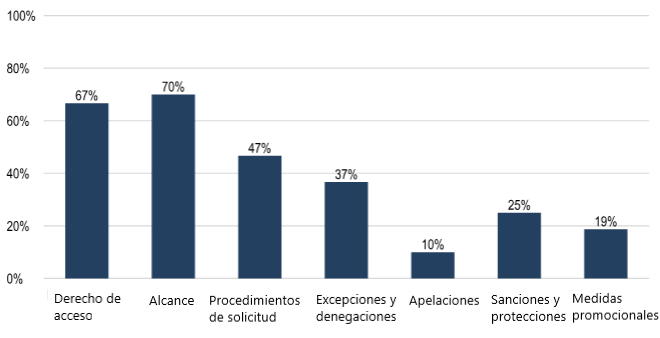 100%
80%
60%
40%
20%
0%
67%
70%
47%
37%
10%
25%
19%
Derecho de
acceso
Alcance
Procedimientos
de solicitud
Excepciones y
denegaciones
Apelaciones
Sanciones y
protecciones
Medidas
promocionales